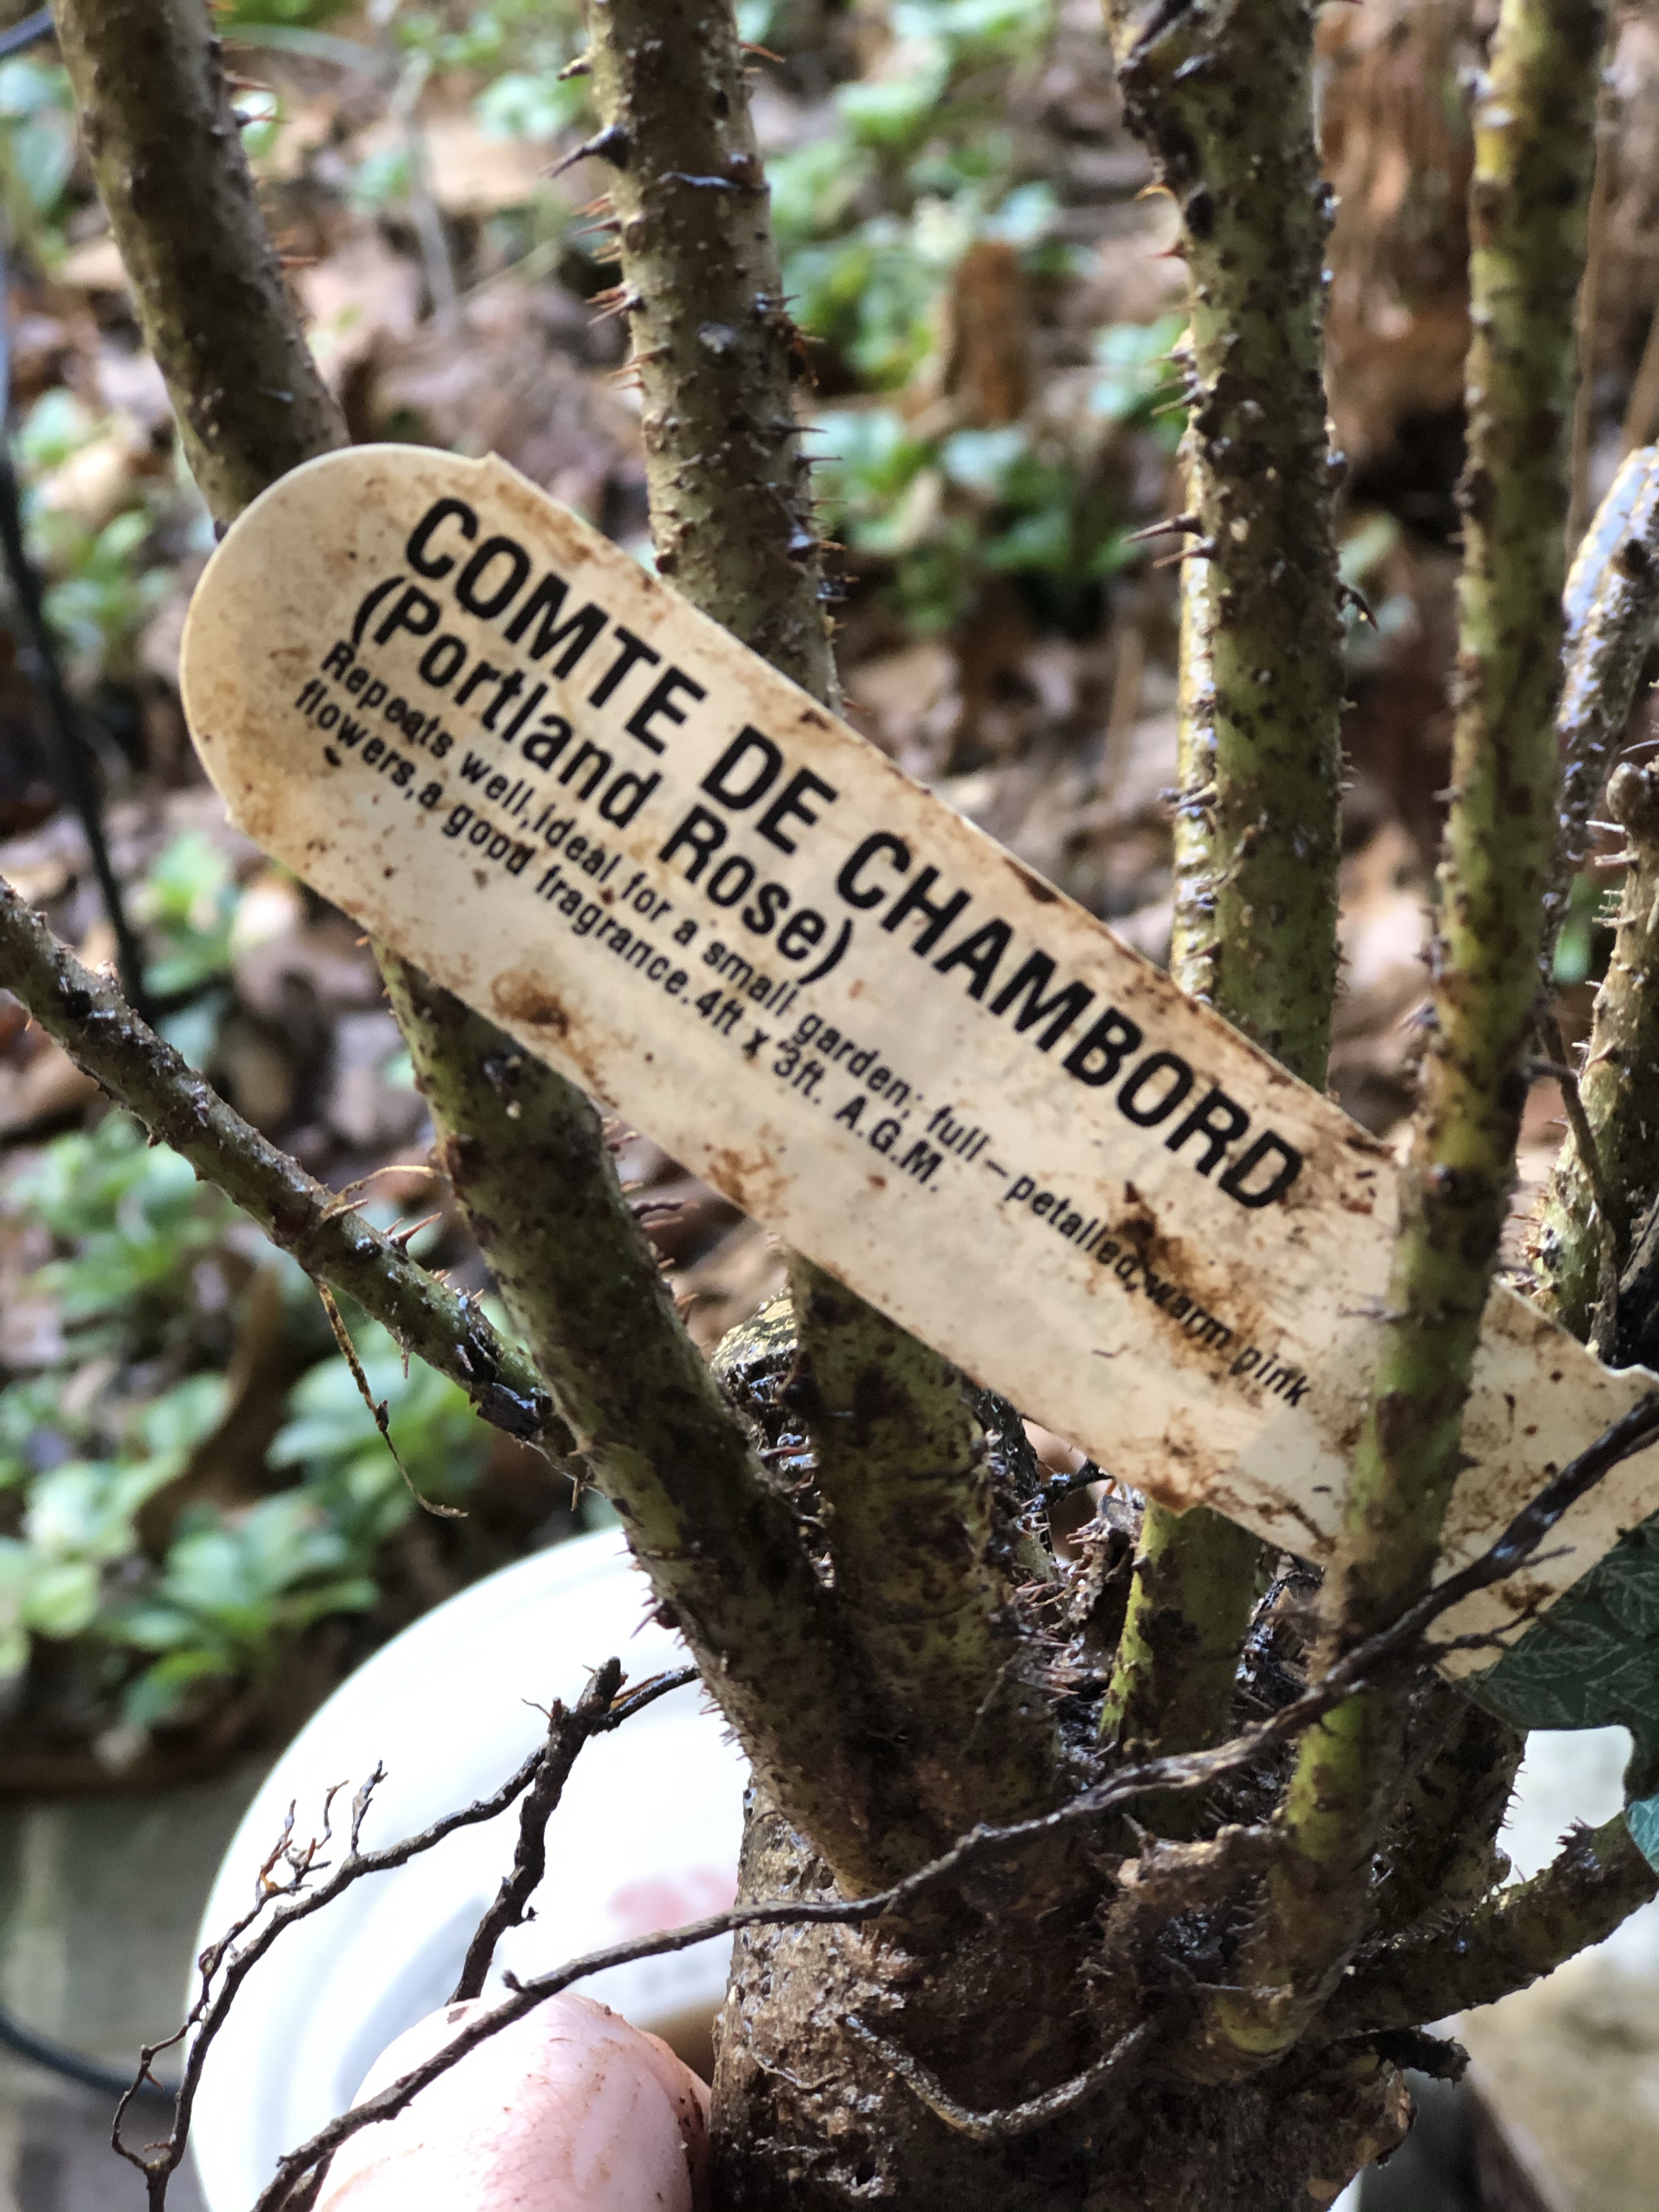 COMTE DE CHAMBORD
(Portland Rose)
Repeats well,ideal for a small garden; full-petalled,warm pink
flowers,a good fragrance.4ft x 3ft. A.G.M.